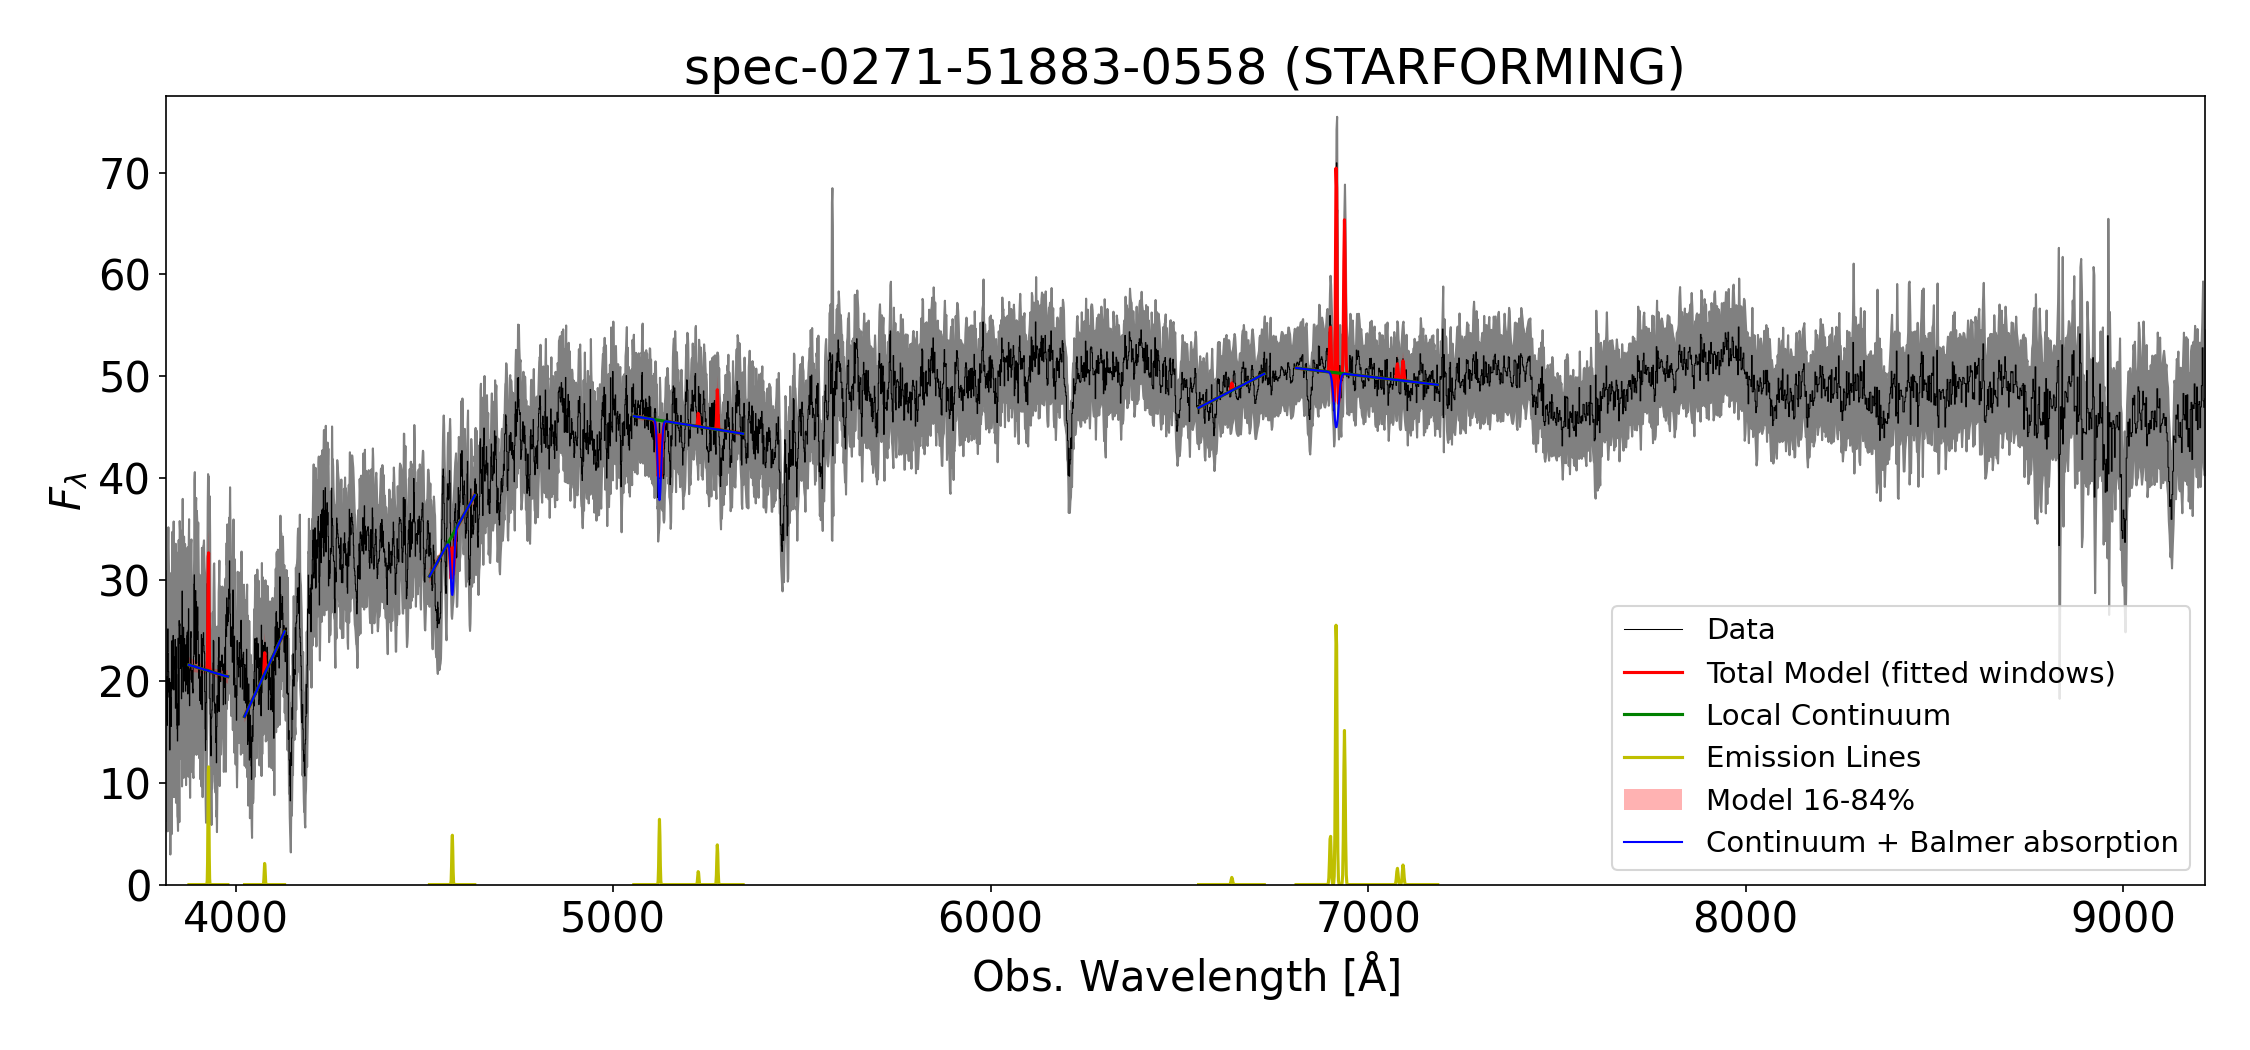 spec-0271-51883-0558 (STARFORMING)
70
60
50
40
30
20
10
0
Fλ
4000 5000 6000 7000 8000 9000
Obs. Wavelength [Å]
Data
Total Model (fitted windows)
Local Continuum
Emission Lines
Model 16-84%
Continuum + Balmer absorption